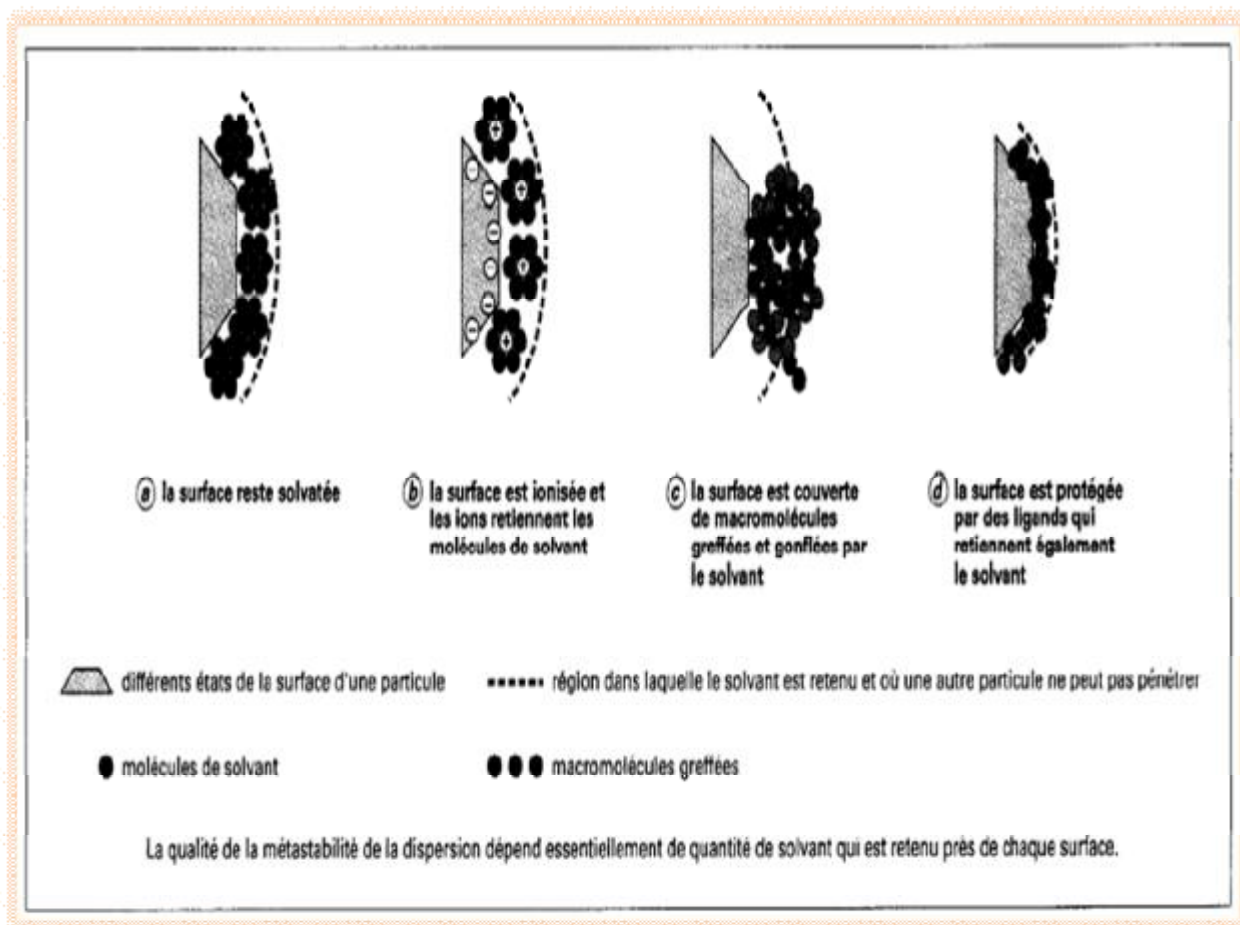 a la surface reste solvatée
b la surface est ionisée et
les ions retiennent les
molécules de solvant
c la surface est couverte
de macromolécules
greffées et gonflées par
le solvant
d la surface est protégée
par des ligands qui
retiennent également
le solvant
différents états de la surface d'une particule
région dans laquelle le solvant est retenu et où une autre particule ne peut pas pénétrer
molécules de solvant
macromolécules greffées
La qualité de la métastabilité de la dispersion dépend essentiellement de quantité de solvant qui est retenu près de chaque surface.